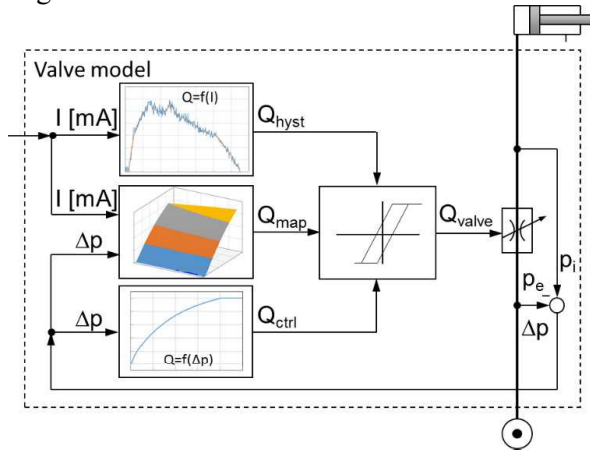 Valve model
I [mA]
Q=f(I)
Q_hyst
I [mA]
Δp
Q_map
Q_valve
p_i
p_e
Δp
Δp
Q=f(Δp)
Q_ctrl